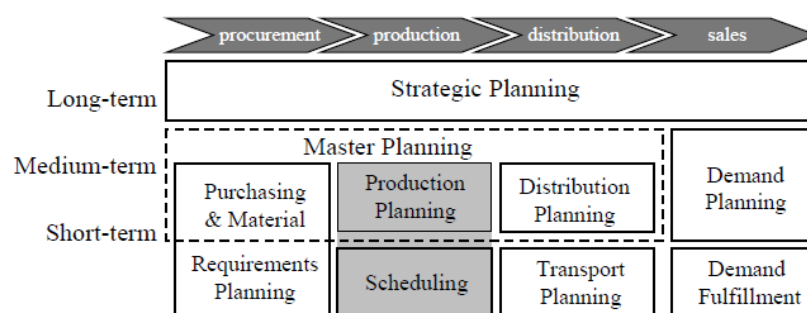 procurement production distribution sales
Long-term
Strategic Planning
Medium-term
Master Planning
Purchasing
& Material
Requirements
Planning
Production
Planning
Distribution
Planning
Demand
Planning
Short-term
Scheduling
Transport
Planning
Demand
Fulfillment